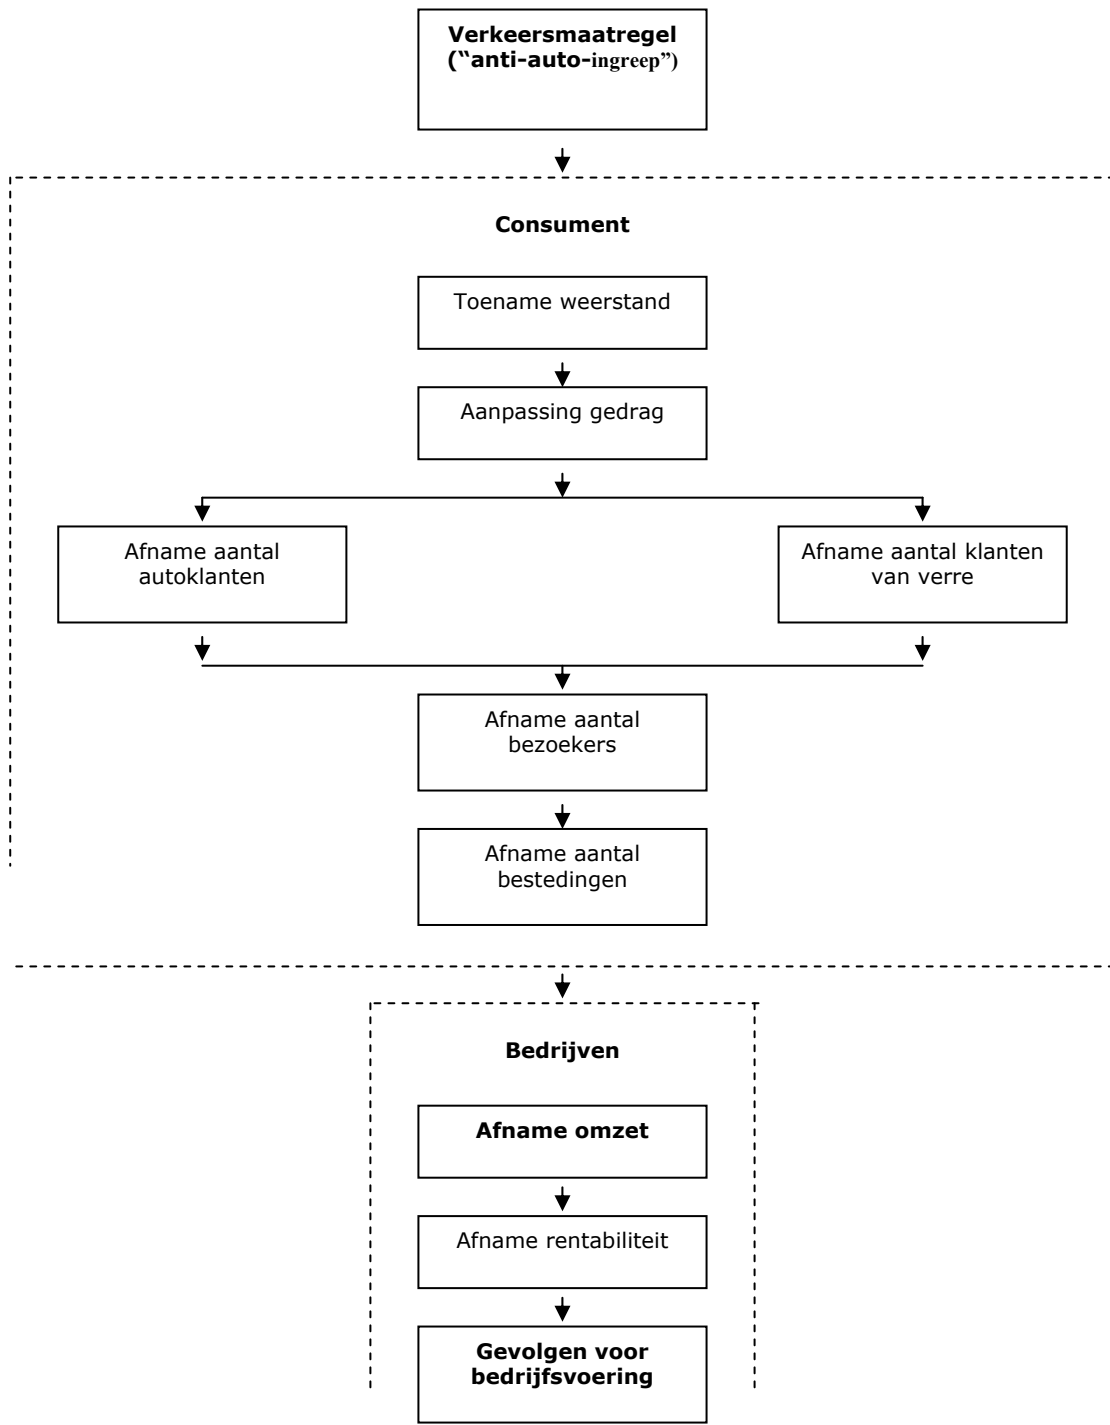 Verkeersmaatregel
(“anti-auto-ingreep”)
Consument
Toename weerstand
Aanpassing gedrag
Afname aantal
autoklanten
Afname aantal klanten
van verre
Afname aantal
bezoekers
Afname aantal
bestedingen
Bedrijven
Afname omzet
Afname rentabiliteit
Gevolgen voor
bedrijfsvoering